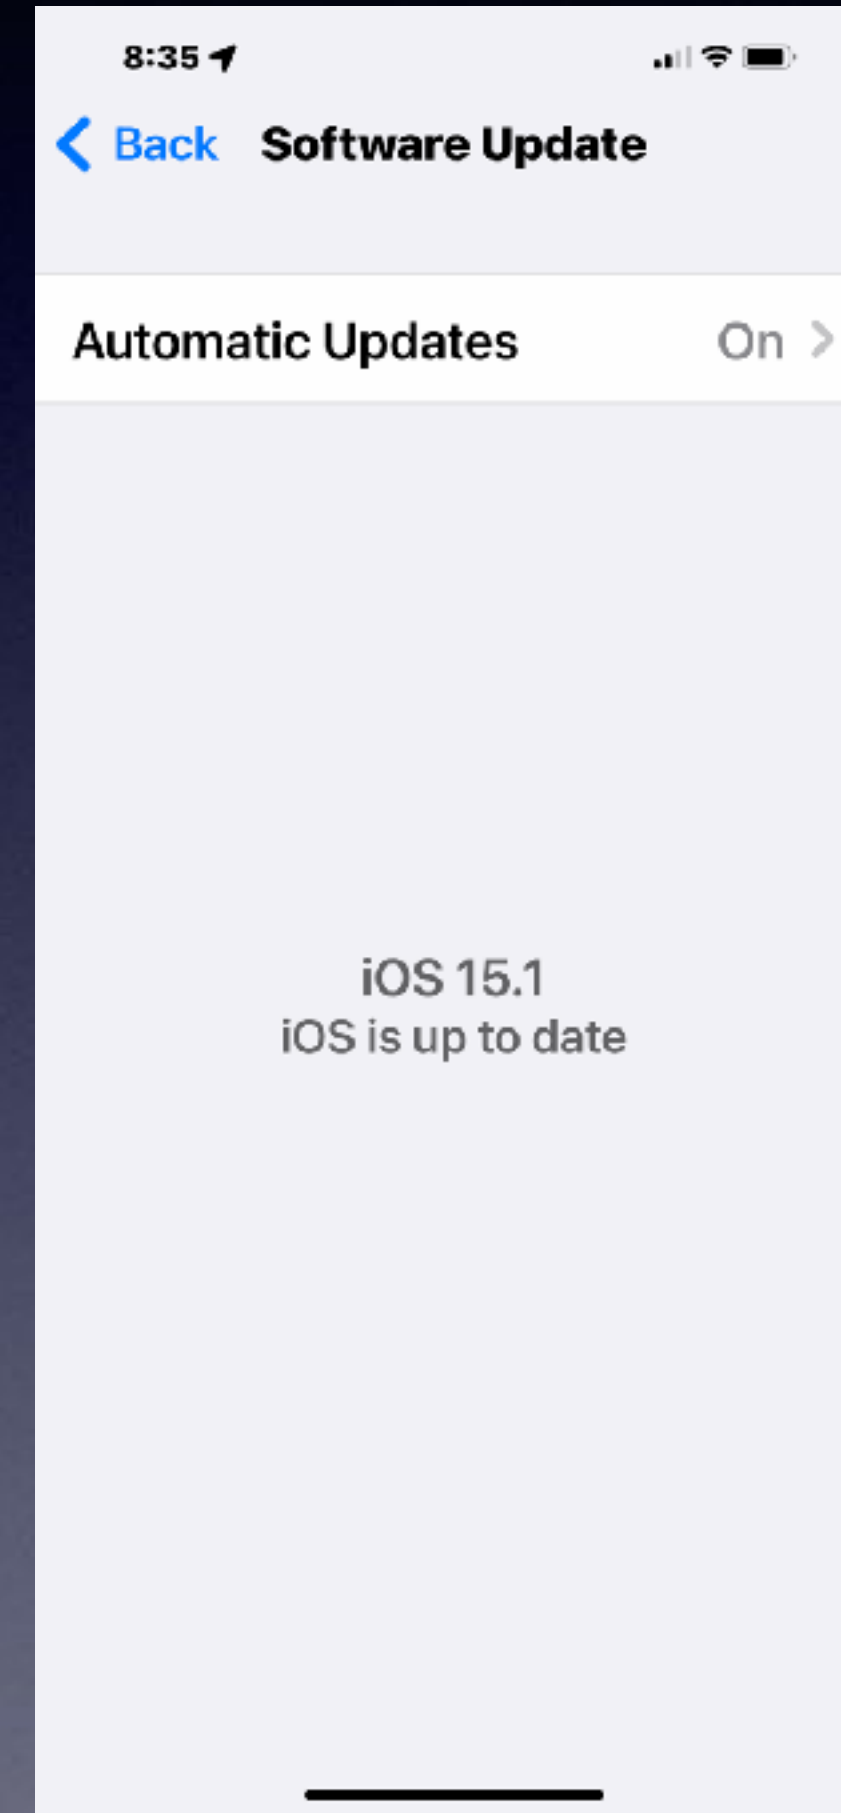 8:35
Back Software Update
Automatic Updates On
iOS 15.1
iOS is up to date